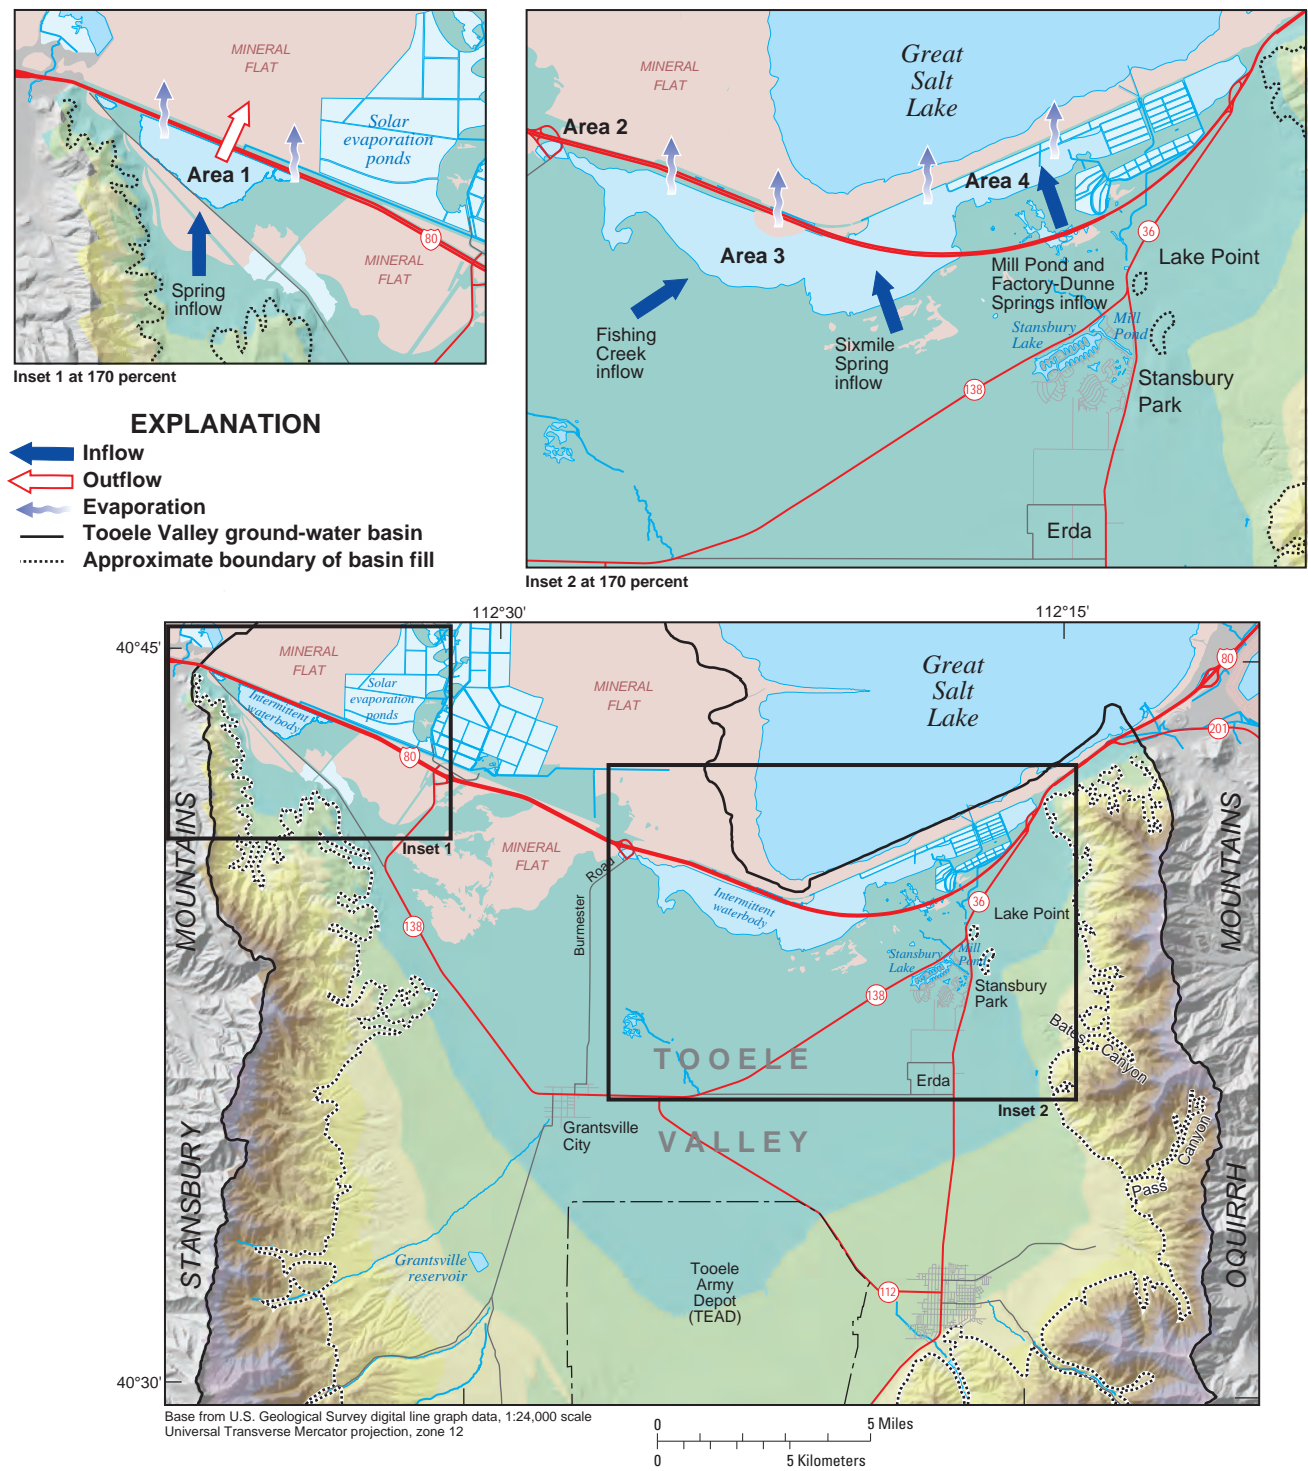 MINERAL
FLAT
Solar
evaporation
ponds
Area 1
80
MINERAL
FLAT
Spring
inflow
Inset 1 at 170 percent
Great
Salt
Lake
MINERAL
FLAT
Area 2
Area 4
Area 3
36
Lake Point
Mill Pond and
Factory-Dunne
Springs inflow
Fishing
Creek
inflow
Sixmile
Spring
inflow
Stansbury
Lake
Mill
Pond
138
Stansbury
Park
Erda
Inset 2 at 170 percent
EXPLANATION
Inflow
Outflow
Evaporation
Tooele Valley ground-water basin
Approximate boundary of basin fill
112°30'
112°15'
40°45'
MINERAL
FLAT
Solar
evaporation
ponds
Intermittent
waterbody
80
MINERAL
FLAT
Great
Salt
Lake
80
201
Inset 1
MINERAL
FLAT
Burmester Road
Intermittent
waterbody
138
36
Lake Point
Stansbury
Lake
Mill
Pond
Stansbury
Park
138
Bates Canyon
TOOELE
Erda
Inset 2
Grantsville
City
VALLEY
Pass Canyon
STANSBURY MOUNTAINS
OQUIRRH MOUNTAINS
Grantsville
reservoir
Tooele
Army
Depot
(TEAD)
112
40°30'
Base from U.S. Geological Survey digital line graph data, 1:24,000 scale
Universal Transverse Mercator projection, zone 12
0 5 Miles
0 5 Kilometers